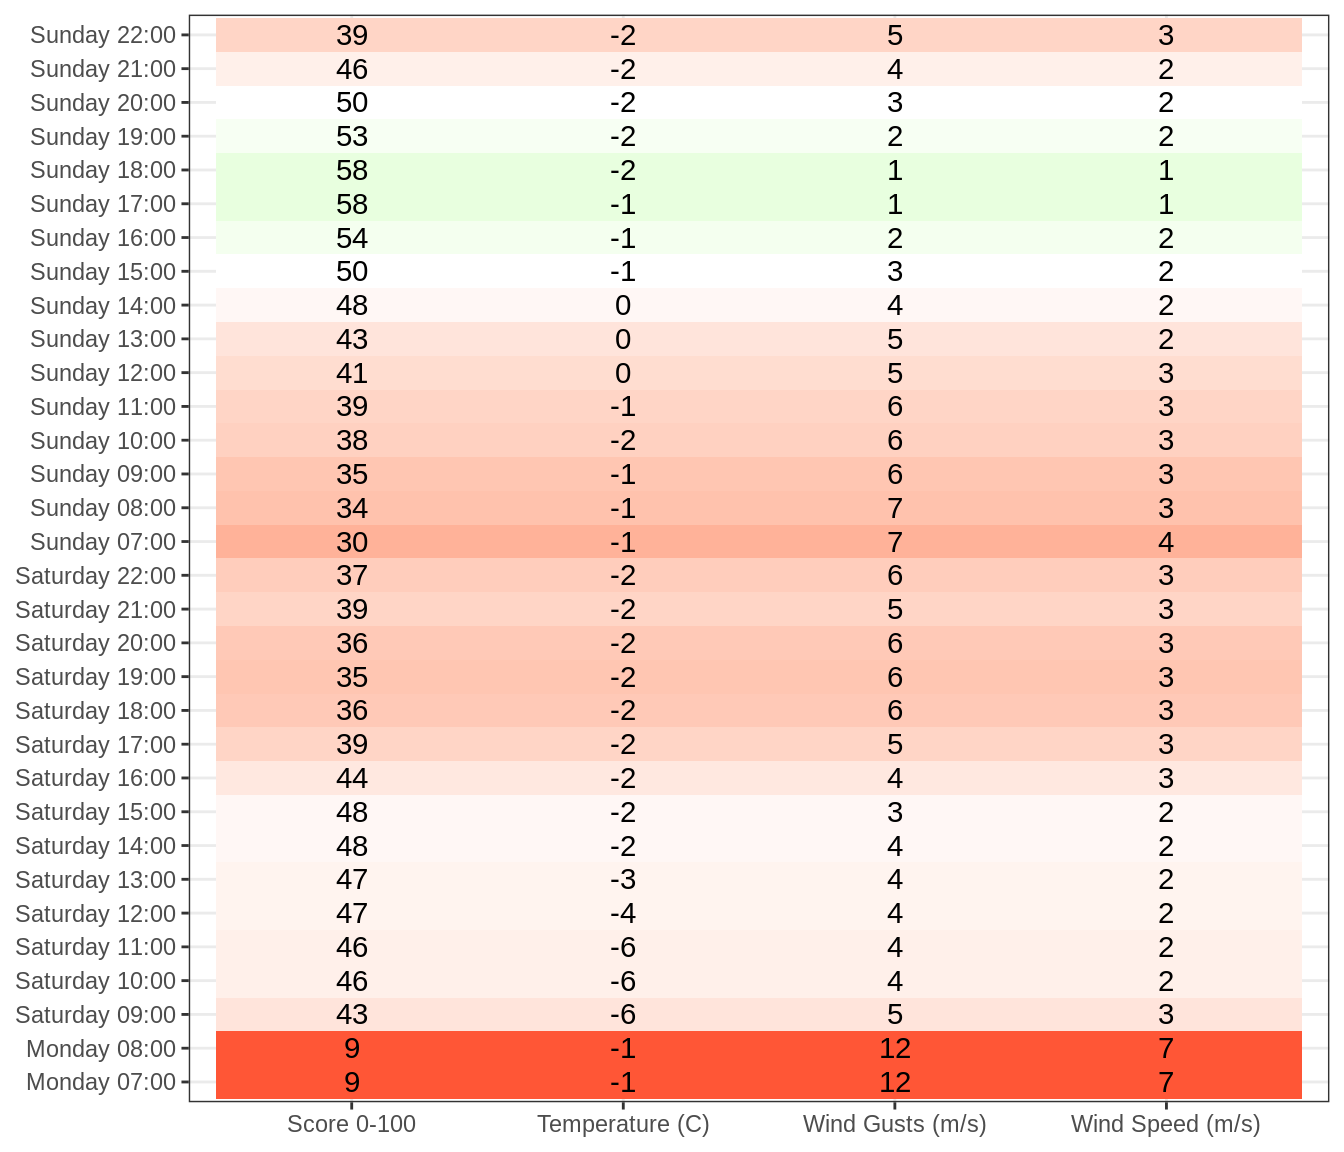 Sunday 22:00 39 -2 5 3
Sunday 21:00 46 -2 4 2
Sunday 20:00 50 -2 3 2
Sunday 19:00 53 -2 2 2
Sunday 18:00 58 -2 1 1
Sunday 17:00 58 -1 1 1
Sunday 16:00 54 -1 2 2
Sunday 15:00 50 -1 3 2
Sunday 14:00 48 0 4 2
Sunday 13:00 43 0 5 2
Sunday 12:00 41 0 5 3
Sunday 11:00 39 -1 6 3
Sunday 10:00 38 -2 6 3
Sunday 09:00 35 -1 6 3
Sunday 08:00 34 -1 7 3
Sunday 07:00 30 -1 7 4
Saturday 22:00 37 -2 6 3
Saturday 21:00 39 -2 5 3
Saturday 20:00 36 -2 6 3
Saturday 19:00 35 -2 6 3
Saturday 18:00 36 -2 6 3
Saturday 17:00 39 -2 5 3
Saturday 16:00 44 -2 4 3
Saturday 15:00 48 -2 3 2
Saturday 14:00 48 -2 4 2
Saturday 13:00 47 -3 4 2
Saturday 12:00 47 -4 4 2
Saturday 11:00 46 -6 4 2
Saturday 10:00 46 -6 4 2
Saturday 09:00 43 -6 5 3
Monday 08:00 9 -1 12 7
Monday 07:00 9 -1 12 7
Score 0-100 Temperature (C) Wind Gusts (m/s) Wind Speed (m/s)